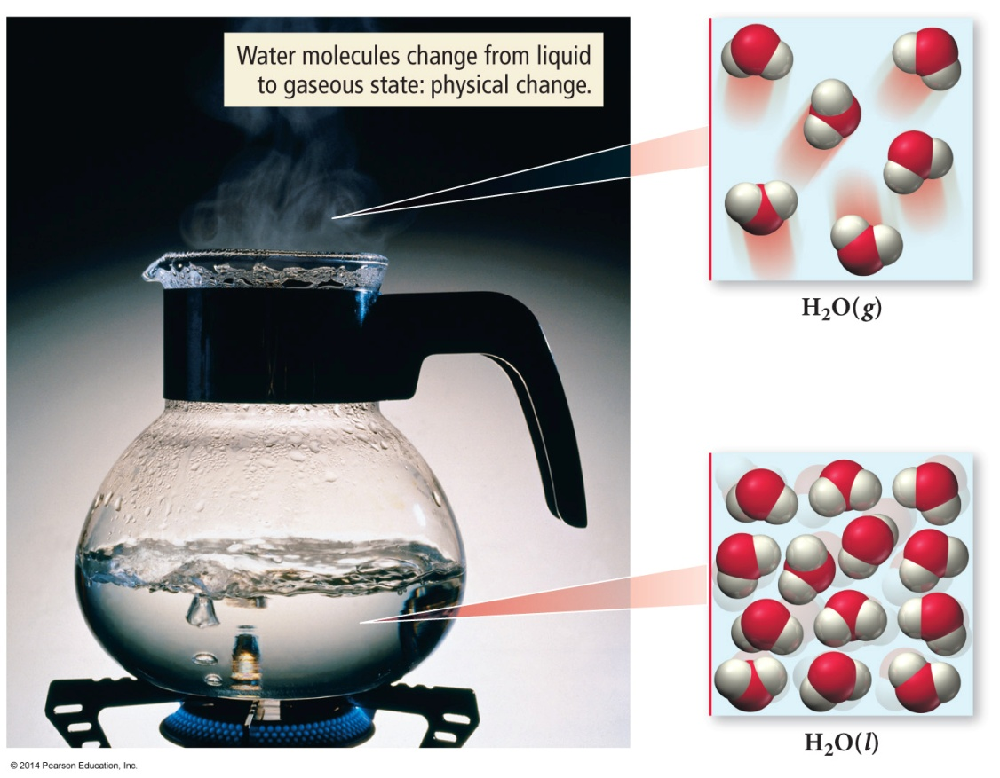 Water molecules change from liquid
to gaseous state: physical change.
H₂O(g)
H₂O(l)
© 2014 Pearson Education, Inc.